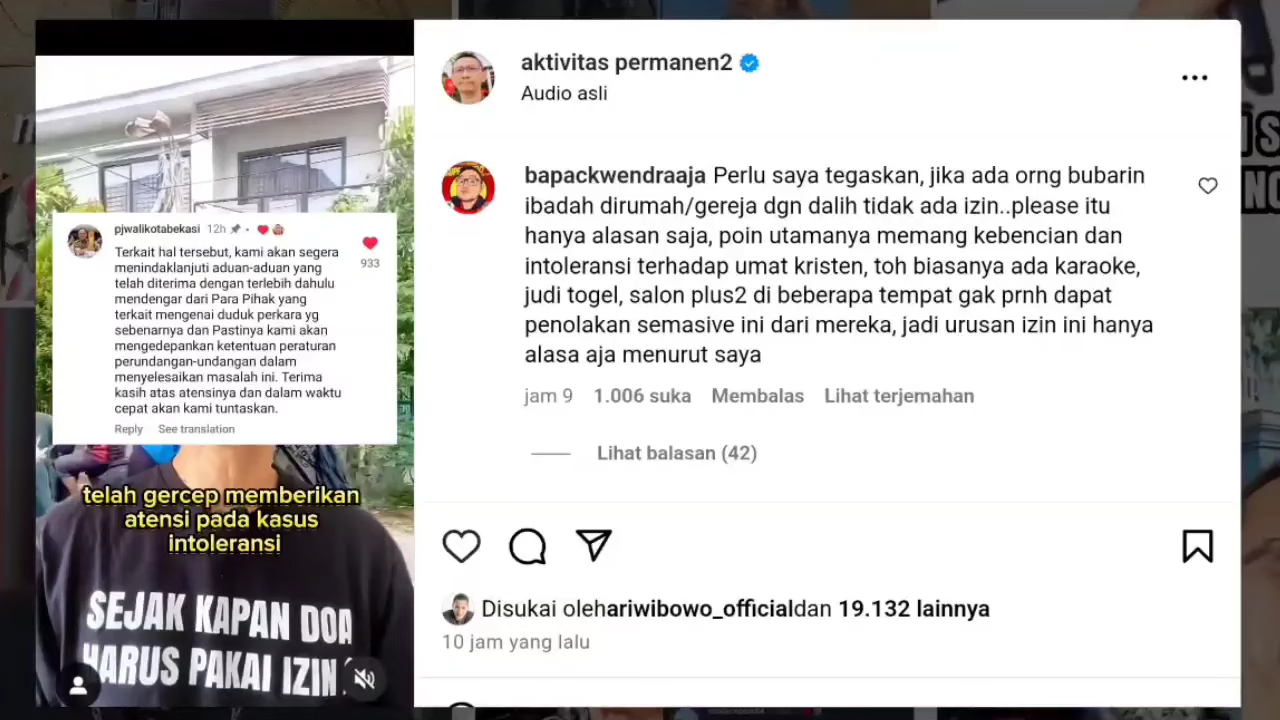 pjwalikotabekasi 12h
Terkait hal tersebut, kami akan segera
menindaklanjuti aduan-aduan yang
telah diterima dengan terlebih dahulu
mendengar dari Para Pihak yang
terkait mengenai duduk perkara yg
sebenarnya dan Pastinya kami akan
mengedepankan ketentuan peraturan
perundangan-undangan dalam
menyelesaikan masalah ini. Terima
kasih atas atensinya dan dalam waktu
cepat akan kami tuntaskan.
Reply See translation
933
telah gercep memberikan
atensi pada kasus
intoleransi
SEJAK KAPAN DOA
HARUS PAKAI IZIN
aktivitas permanen2
Audio asli
bapackwendraaja Perlu saya tegaskan, jika ada orng bubarin
ibadah dirumah/gereja dgn dalih tidak ada izin..please itu
hanya alasan saja, poin utamanya memang kebencian dan
intoleransi terhadap umat kristen, toh biasanya ada karaoke,
judi togel, salon plus2 di beberapa tempat gak prnh dapat
penolakan semasive ini dari mereka, jadi urusan izin ini hanya
alasa aja menurut saya
jam 9 1.006 suka Membalas Lihat terjemahan
Lihat balasan (42)
Disukai olehariwibowo_officialdan 19.132 lainnya
10 jam yang lalu